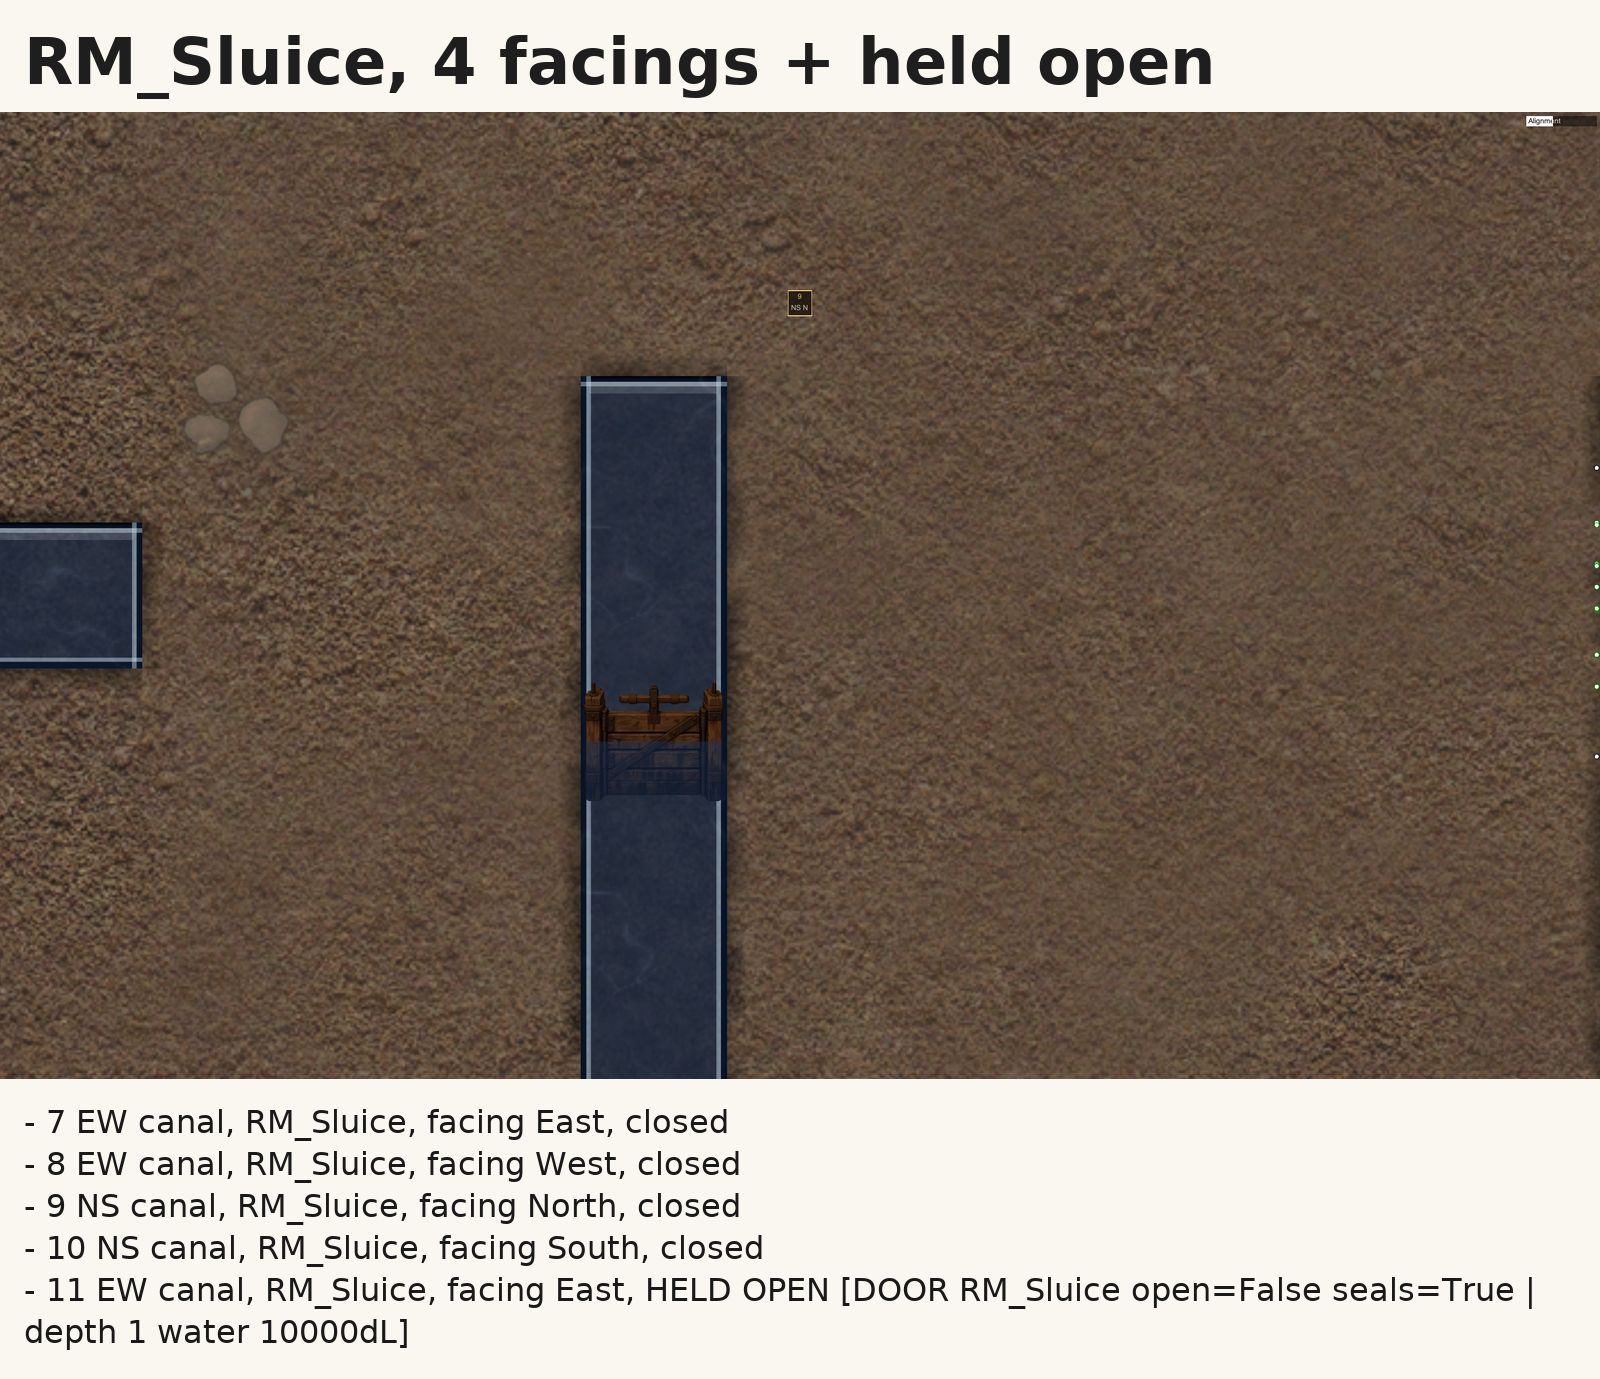 RM_Sluice, 4 facings + held open
Alignment
9
NS N
- 7 EW canal, RM_Sluice, facing East, closed
- 8 EW canal, RM_Sluice, facing West, closed
- 9 NS canal, RM_Sluice, facing North, closed
- 10 NS canal, RM_Sluice, facing South, closed
- 11 EW canal, RM_Sluice, facing East, HELD OPEN [DOOR RM_Sluice open=False seals=True |
depth 1 water 10000dL]